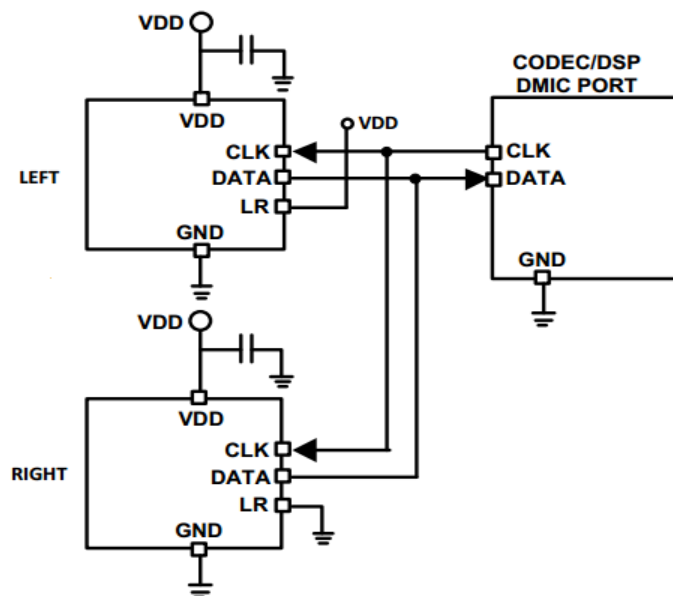 VDD
CODEC/DSP
DMIC PORT
VDD
VDD
CLK
CLK
LEFT
DATA
DATA
LR
GND
GND
VDD
VDD
CLK
RIGHT
DATA
LR
GND